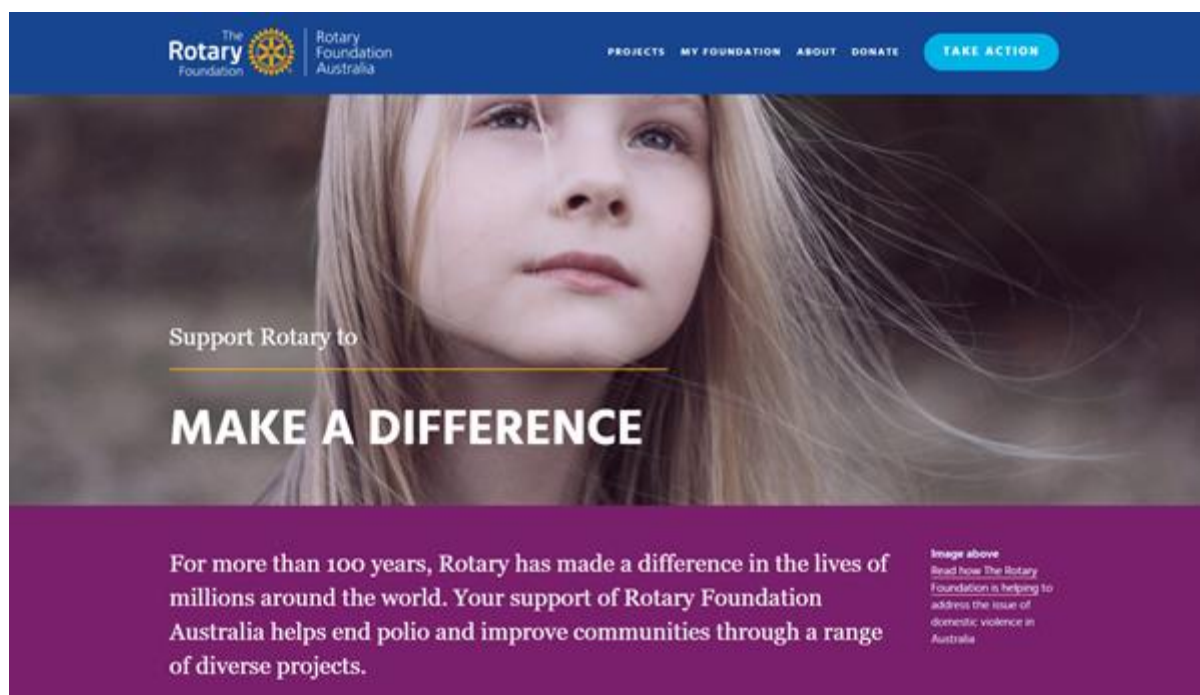 The
Rotary
Foundation
Rotary
Foundation
Australia
PROJECTS MY FOUNDATION ABOUT DONATE TAKE ACTION
Support Rotary to
MAKE A DIFFERENCE
For more than 100 years, Rotary has made a difference in the lives of
millions around the world. Your support of Rotary Foundation
Australia helps end polio and improve communities through a range
of diverse projects.
Image above
Read how The Rotary
Foundation is helping to
address the issue of
domestic violence in
Australia